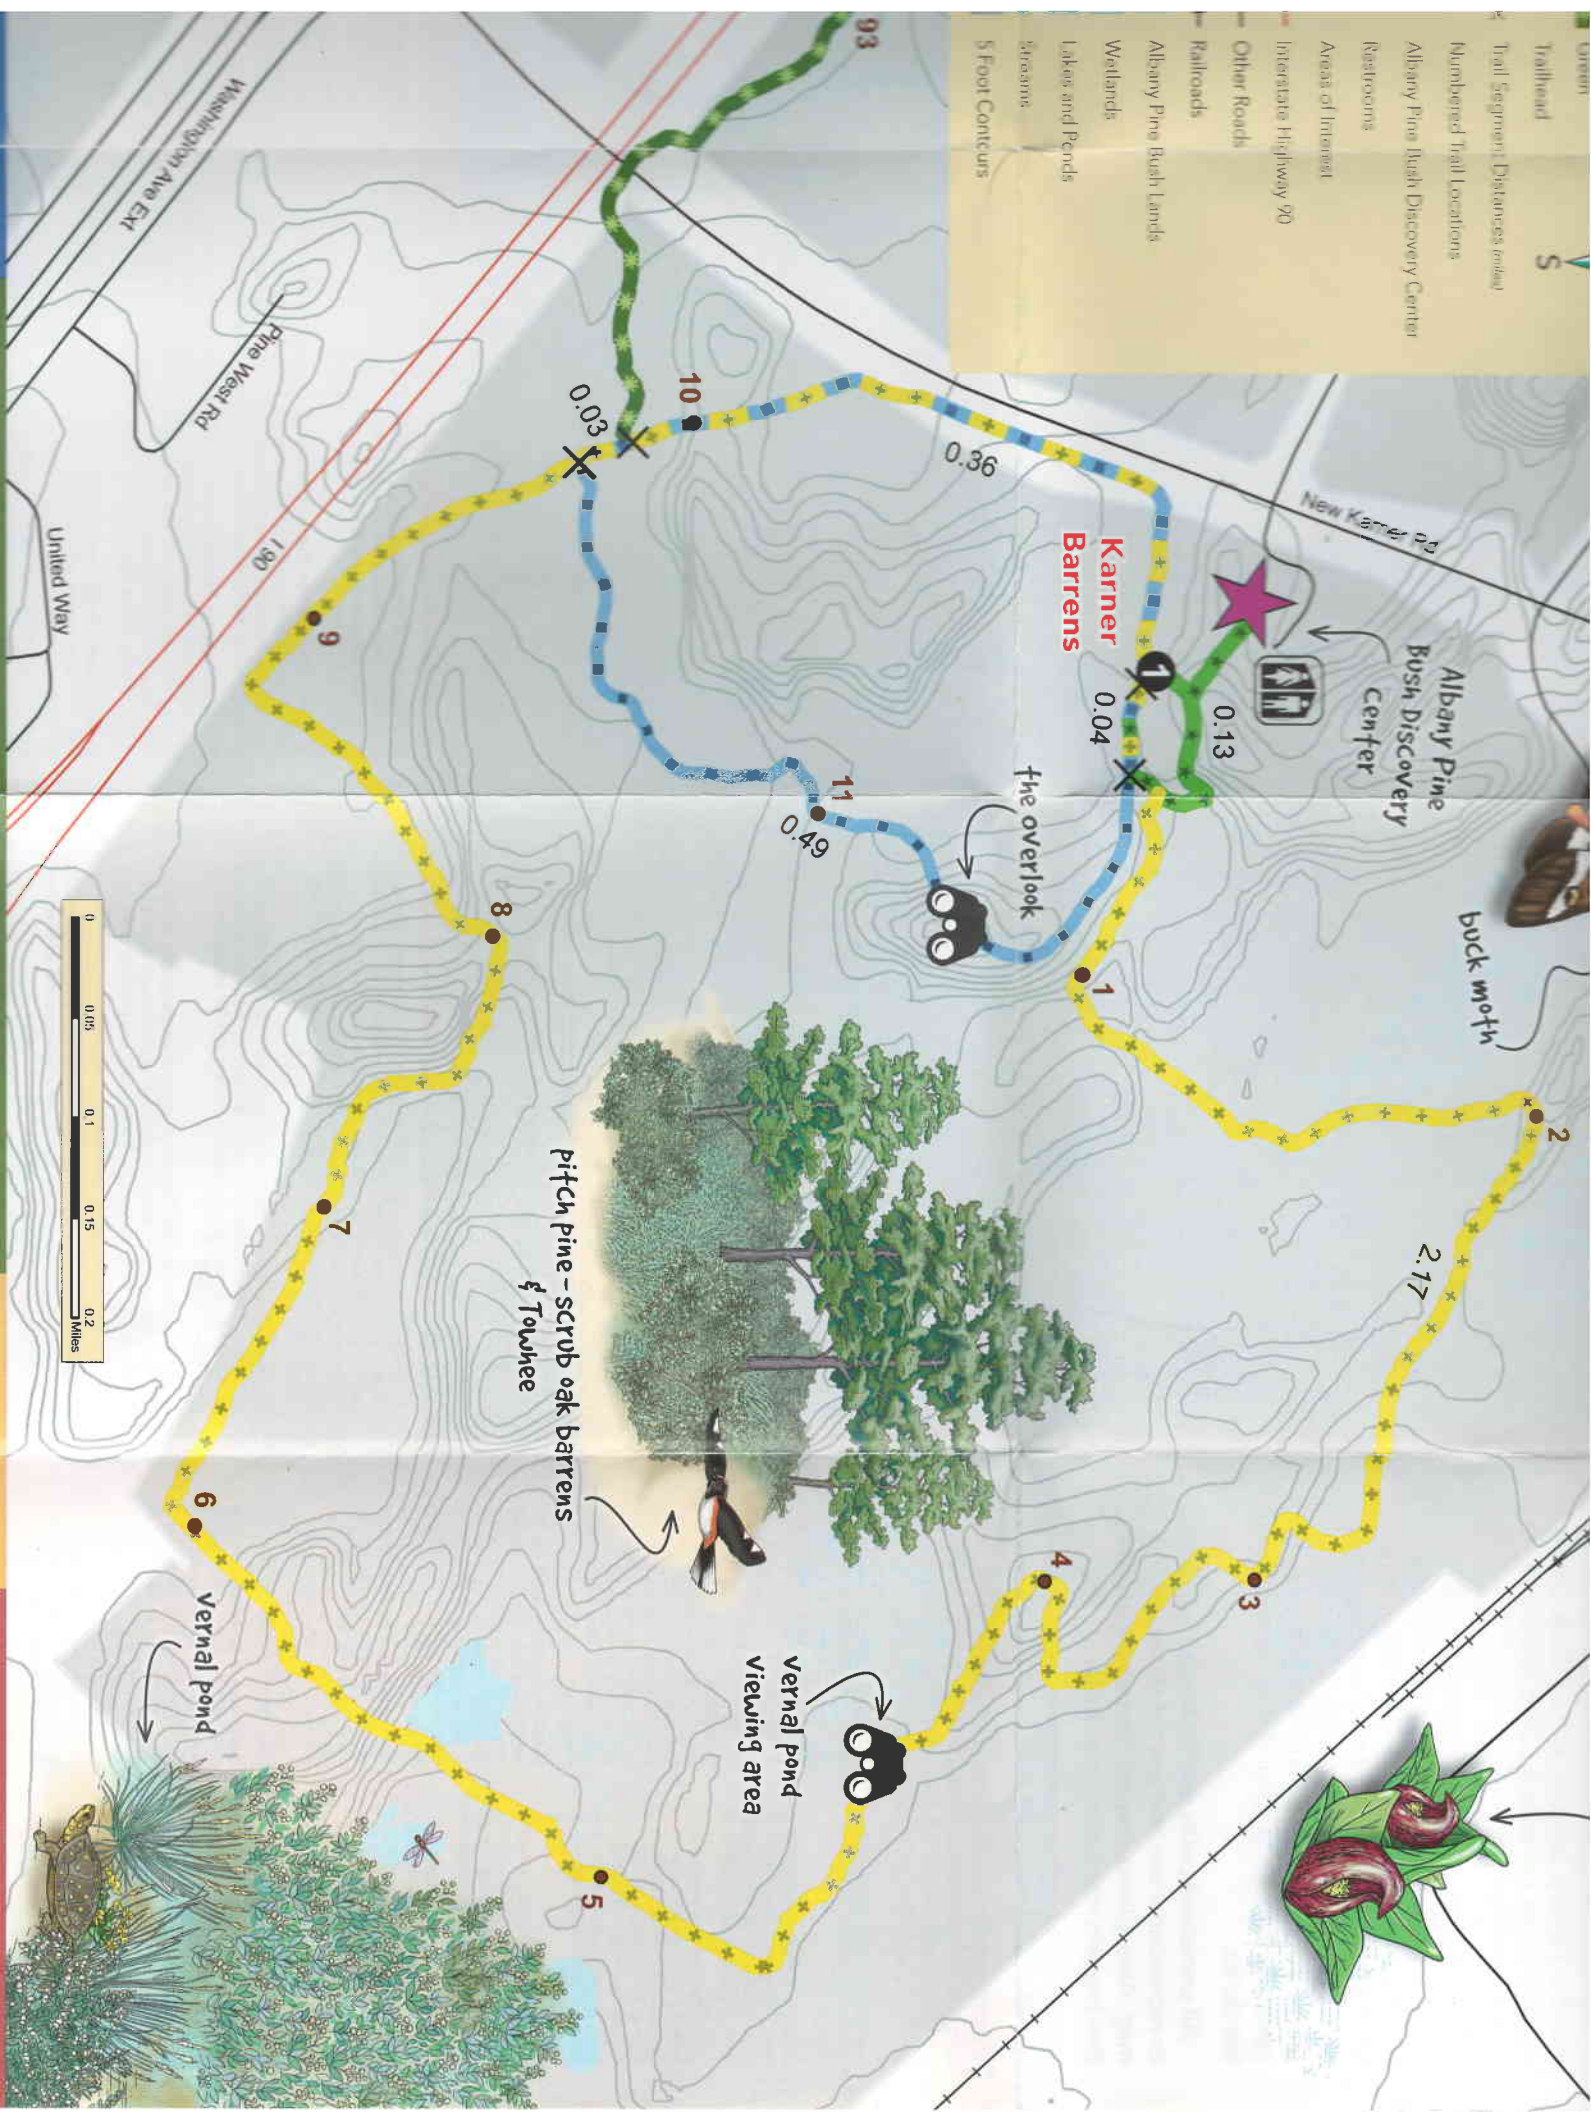 Green
Trailhead
S
Trail Segment Distances (miles)
Numbered Trail Locations
Albany Pine Bush Discovery Center
Restrooms
Areas of Interest
Interstate Highway 90
Other Roads
Railroads
Albany Pine Bush Lands
Wetlands
Lakes and Ponds
Streams
5 Foot Contours
93
New Karner Rd
Washington Ave Ext
Pine West Rd
United Way
I 90
Albany Pine
Bush Discovery
Center
buck moth
Karner
Barrens
1
0.13
0.04
0.36
0.03
0.49
2.17
10
11
the overlook
1
2
3
4
5
6
7
8
9
pitch pine - scrub oak barrens
& Towhee
vernal pond
viewing area
vernal pond
0 0.05 0.1 0.15 0.2
Miles